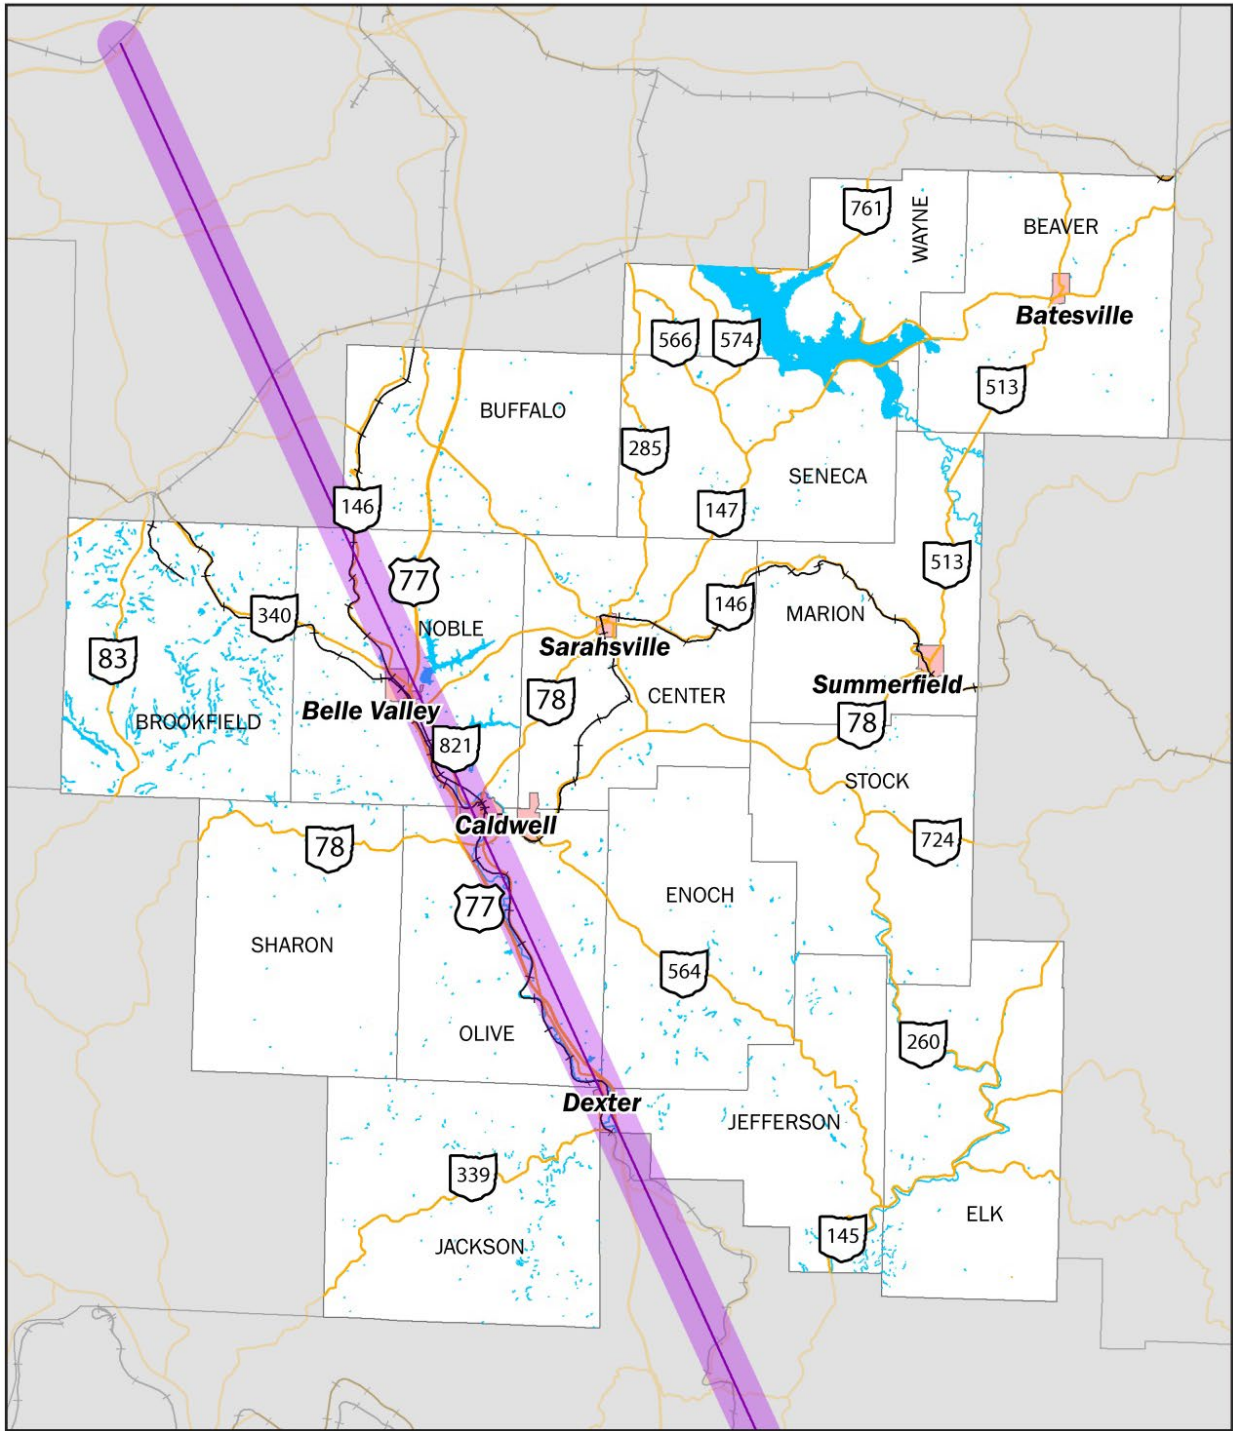 761
WAYNE
BEAVER
Batesville
566
574
513
BUFFALO
285
SENECA
146
147
77
513
340
NOBLE
146
MARION
83
Sarahsville
Summerfield
78
CENTER
Belle Valley
BROOKFIELD
78
821
STOCK
Caldwell
78
724
ENOCH
77
SHARON
564
OLIVE
260
Dexter
JEFFERSON
339
ELK
145
JACKSON